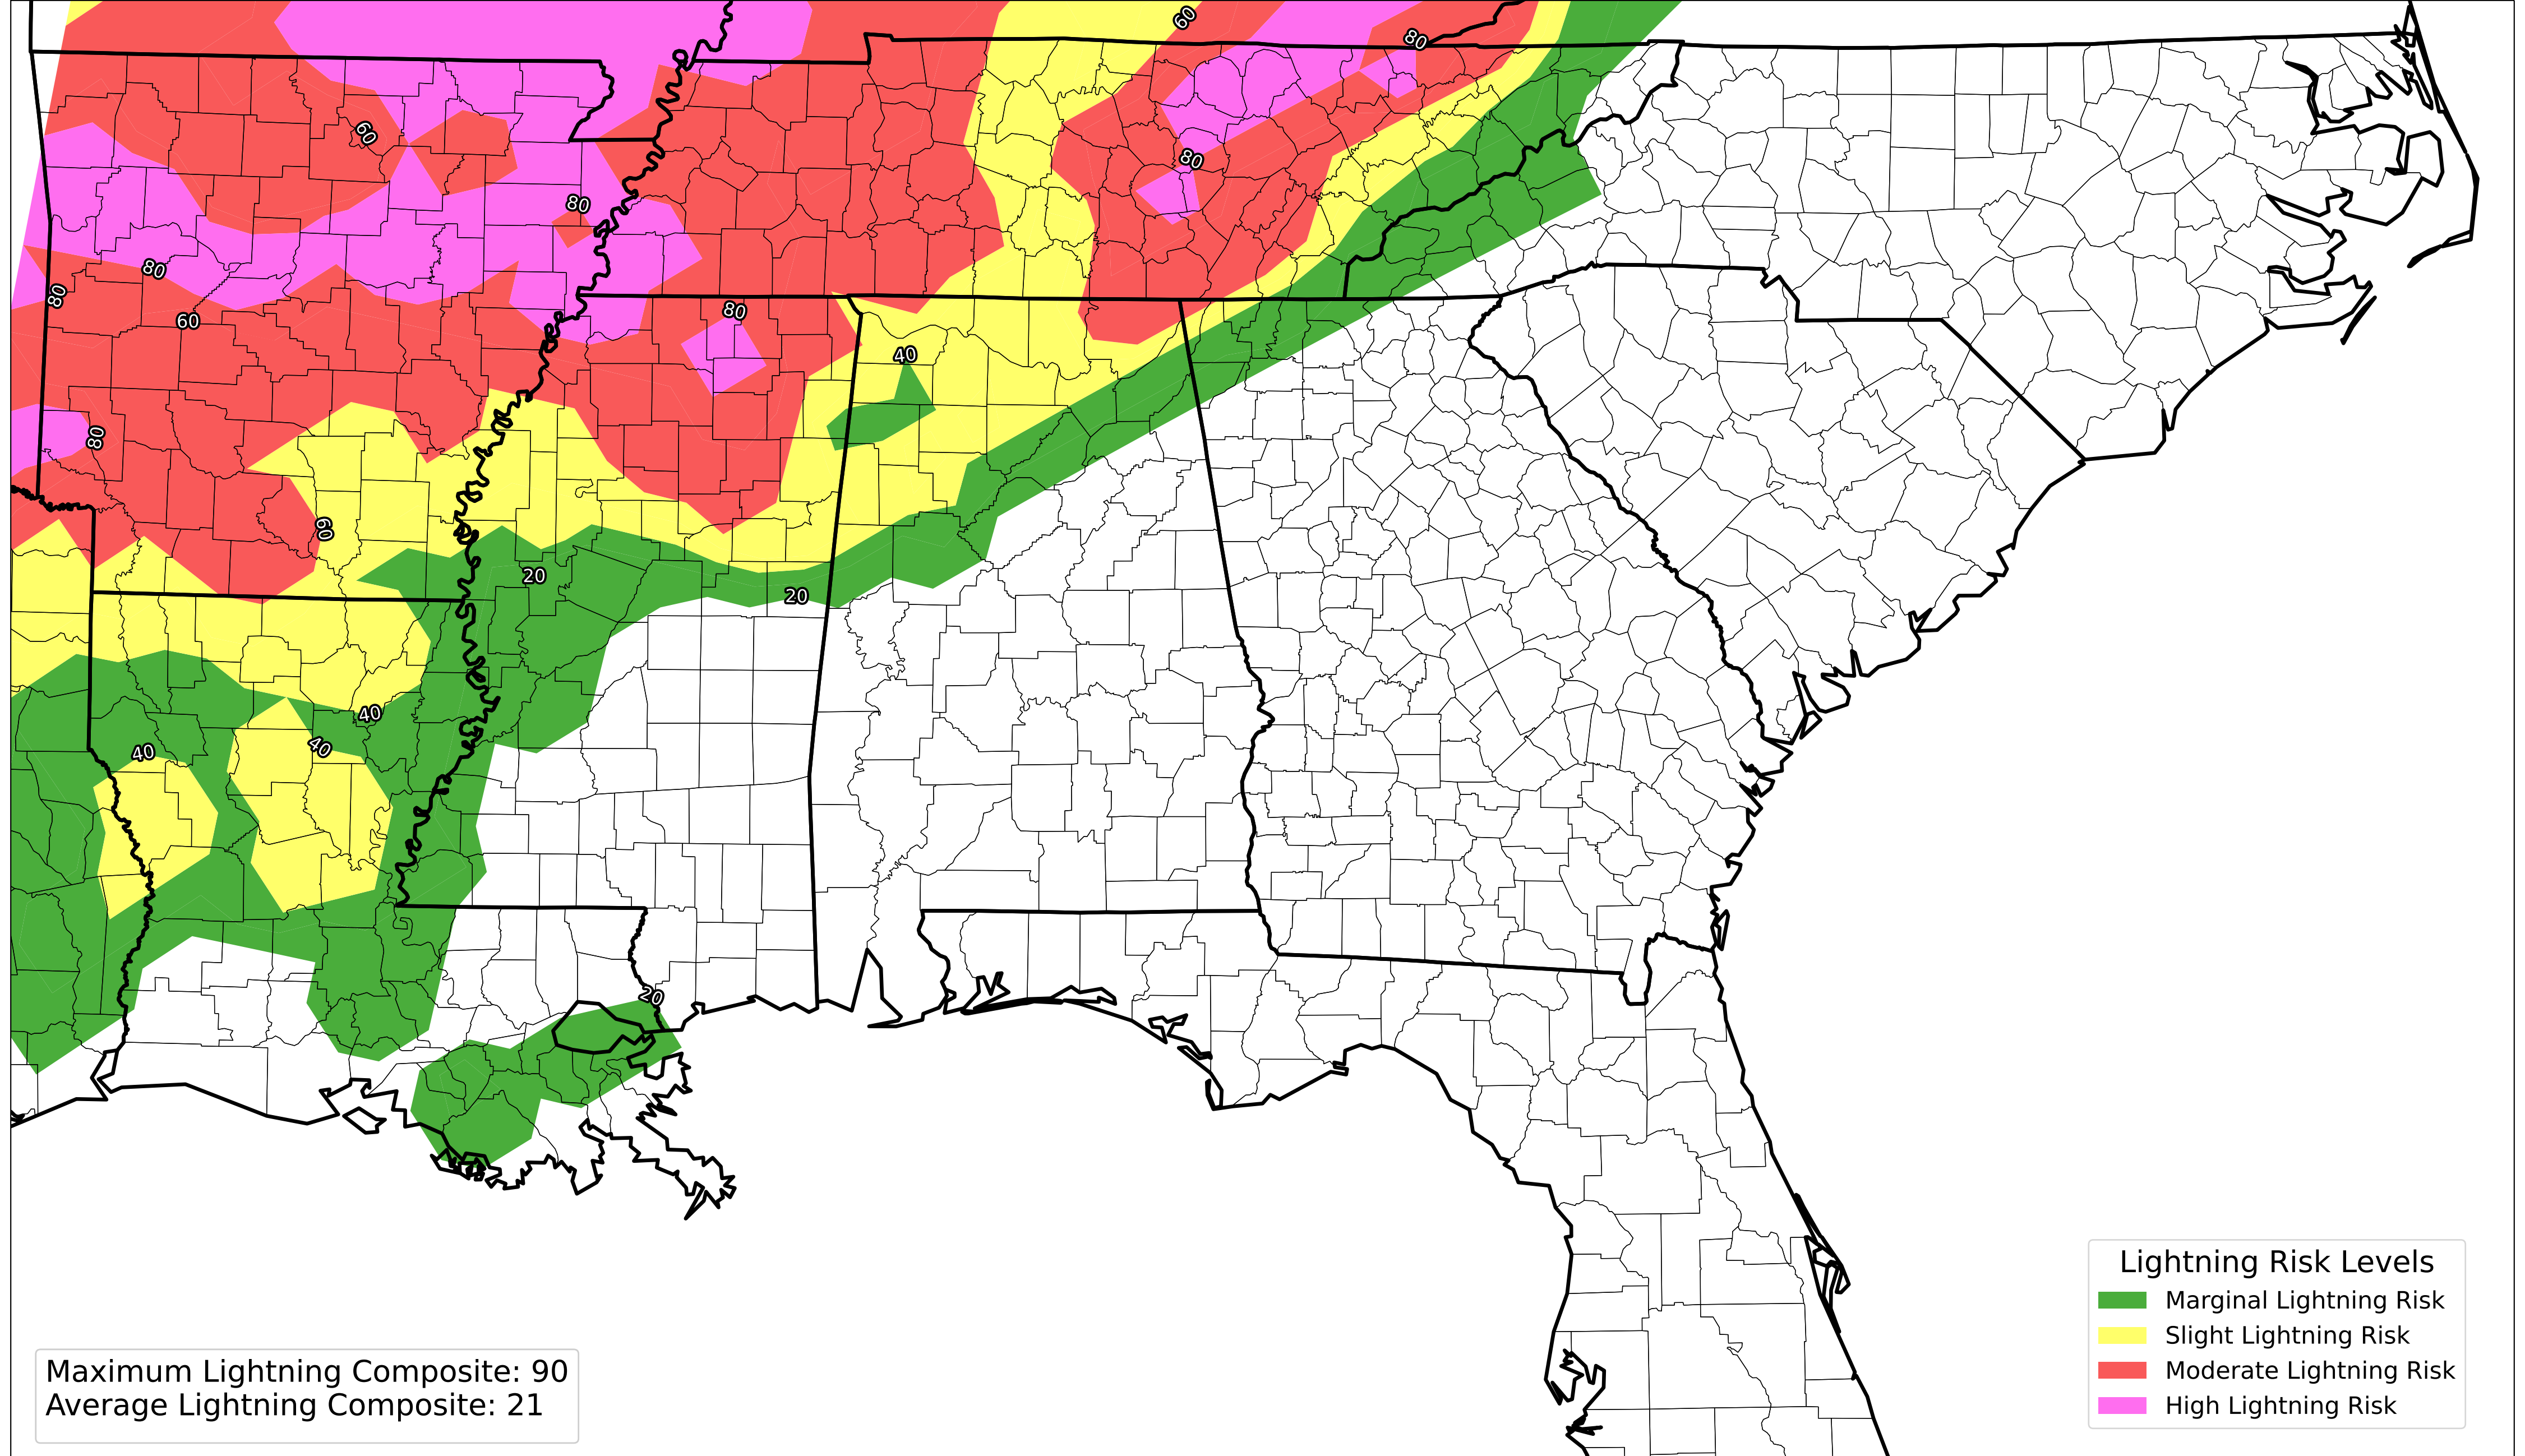 60
80
60
80
80
80
80
60
80
40
80
60
20
20
40
40
40
20
Lightning Risk Levels
Marginal Lightning Risk
Slight Lightning Risk
Moderate Lightning Risk
High Lightning Risk
Maximum Lightning Composite: 90
Average Lightning Composite: 21